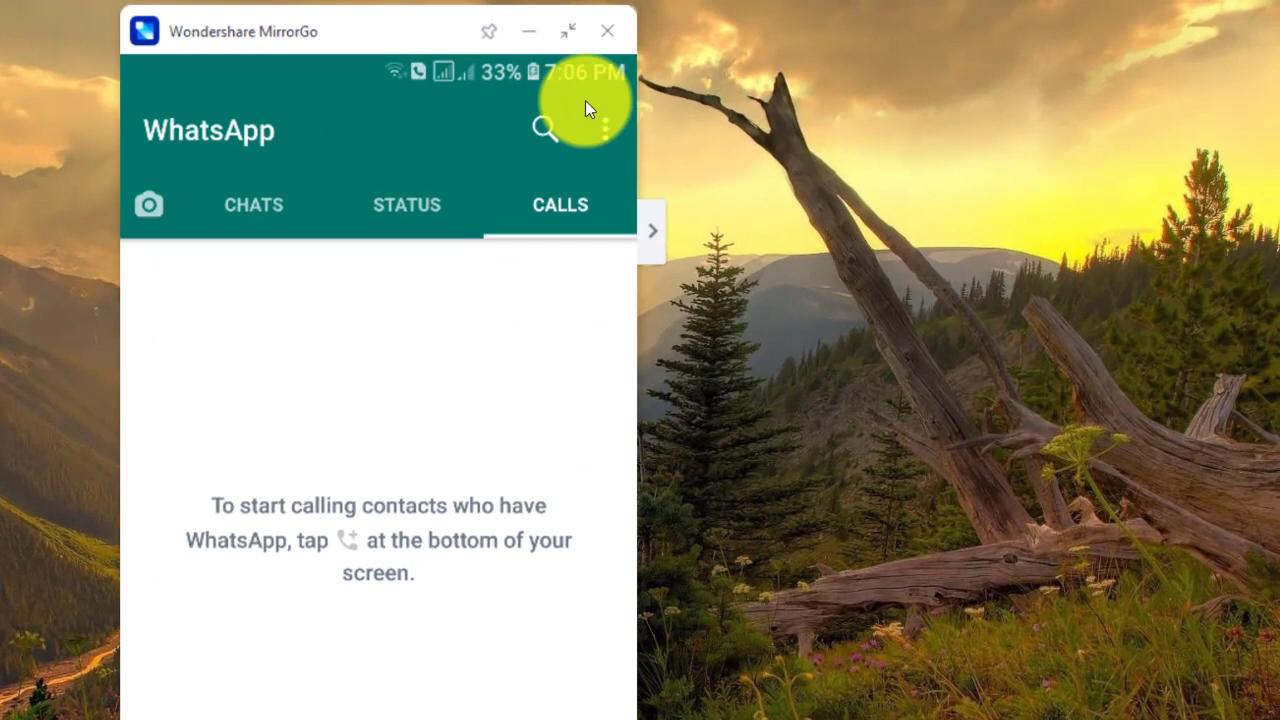 Wondershare MirrorGo
33% 7:06 PM
WhatsApp
CHATS STATUS CALLS
To start calling contacts who have
WhatsApp, tap at the bottom of your
screen.